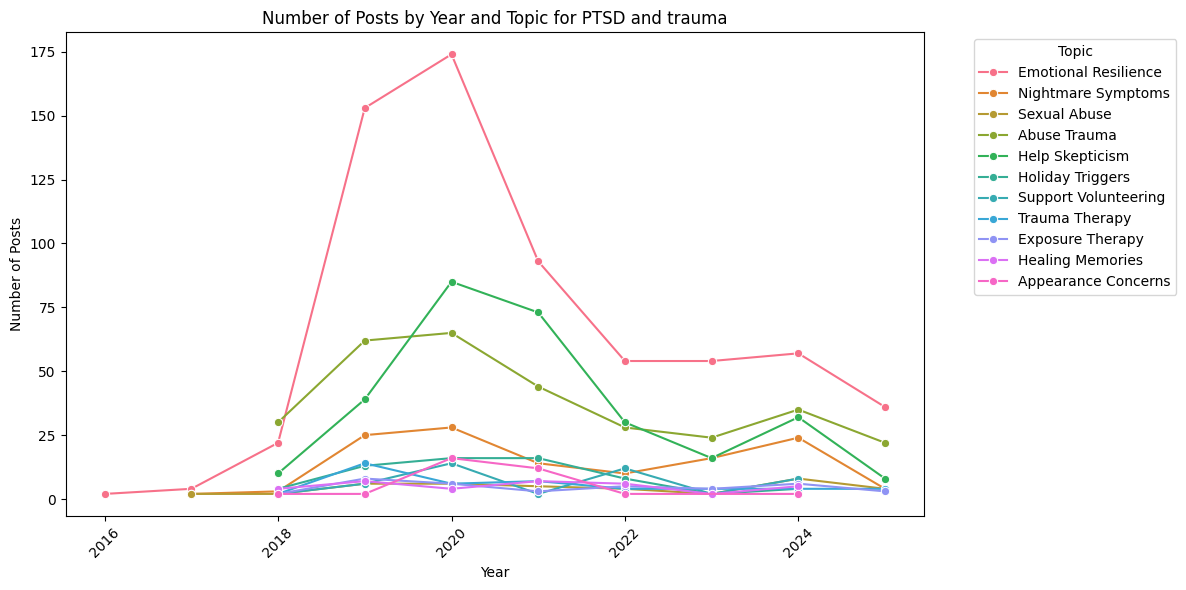 Number of Posts by Year and Topic for PTSD and trauma
Number of Posts
175
150
125
100
75
50
25
0
2016
2018
2020
2022
2024
Year
Topic
Emotional Resilience
Nightmare Symptoms
Sexual Abuse
Abuse Trauma
Help Skepticism
Holiday Triggers
Support Volunteering
Trauma Therapy
Exposure Therapy
Healing Memories
Appearance Concerns